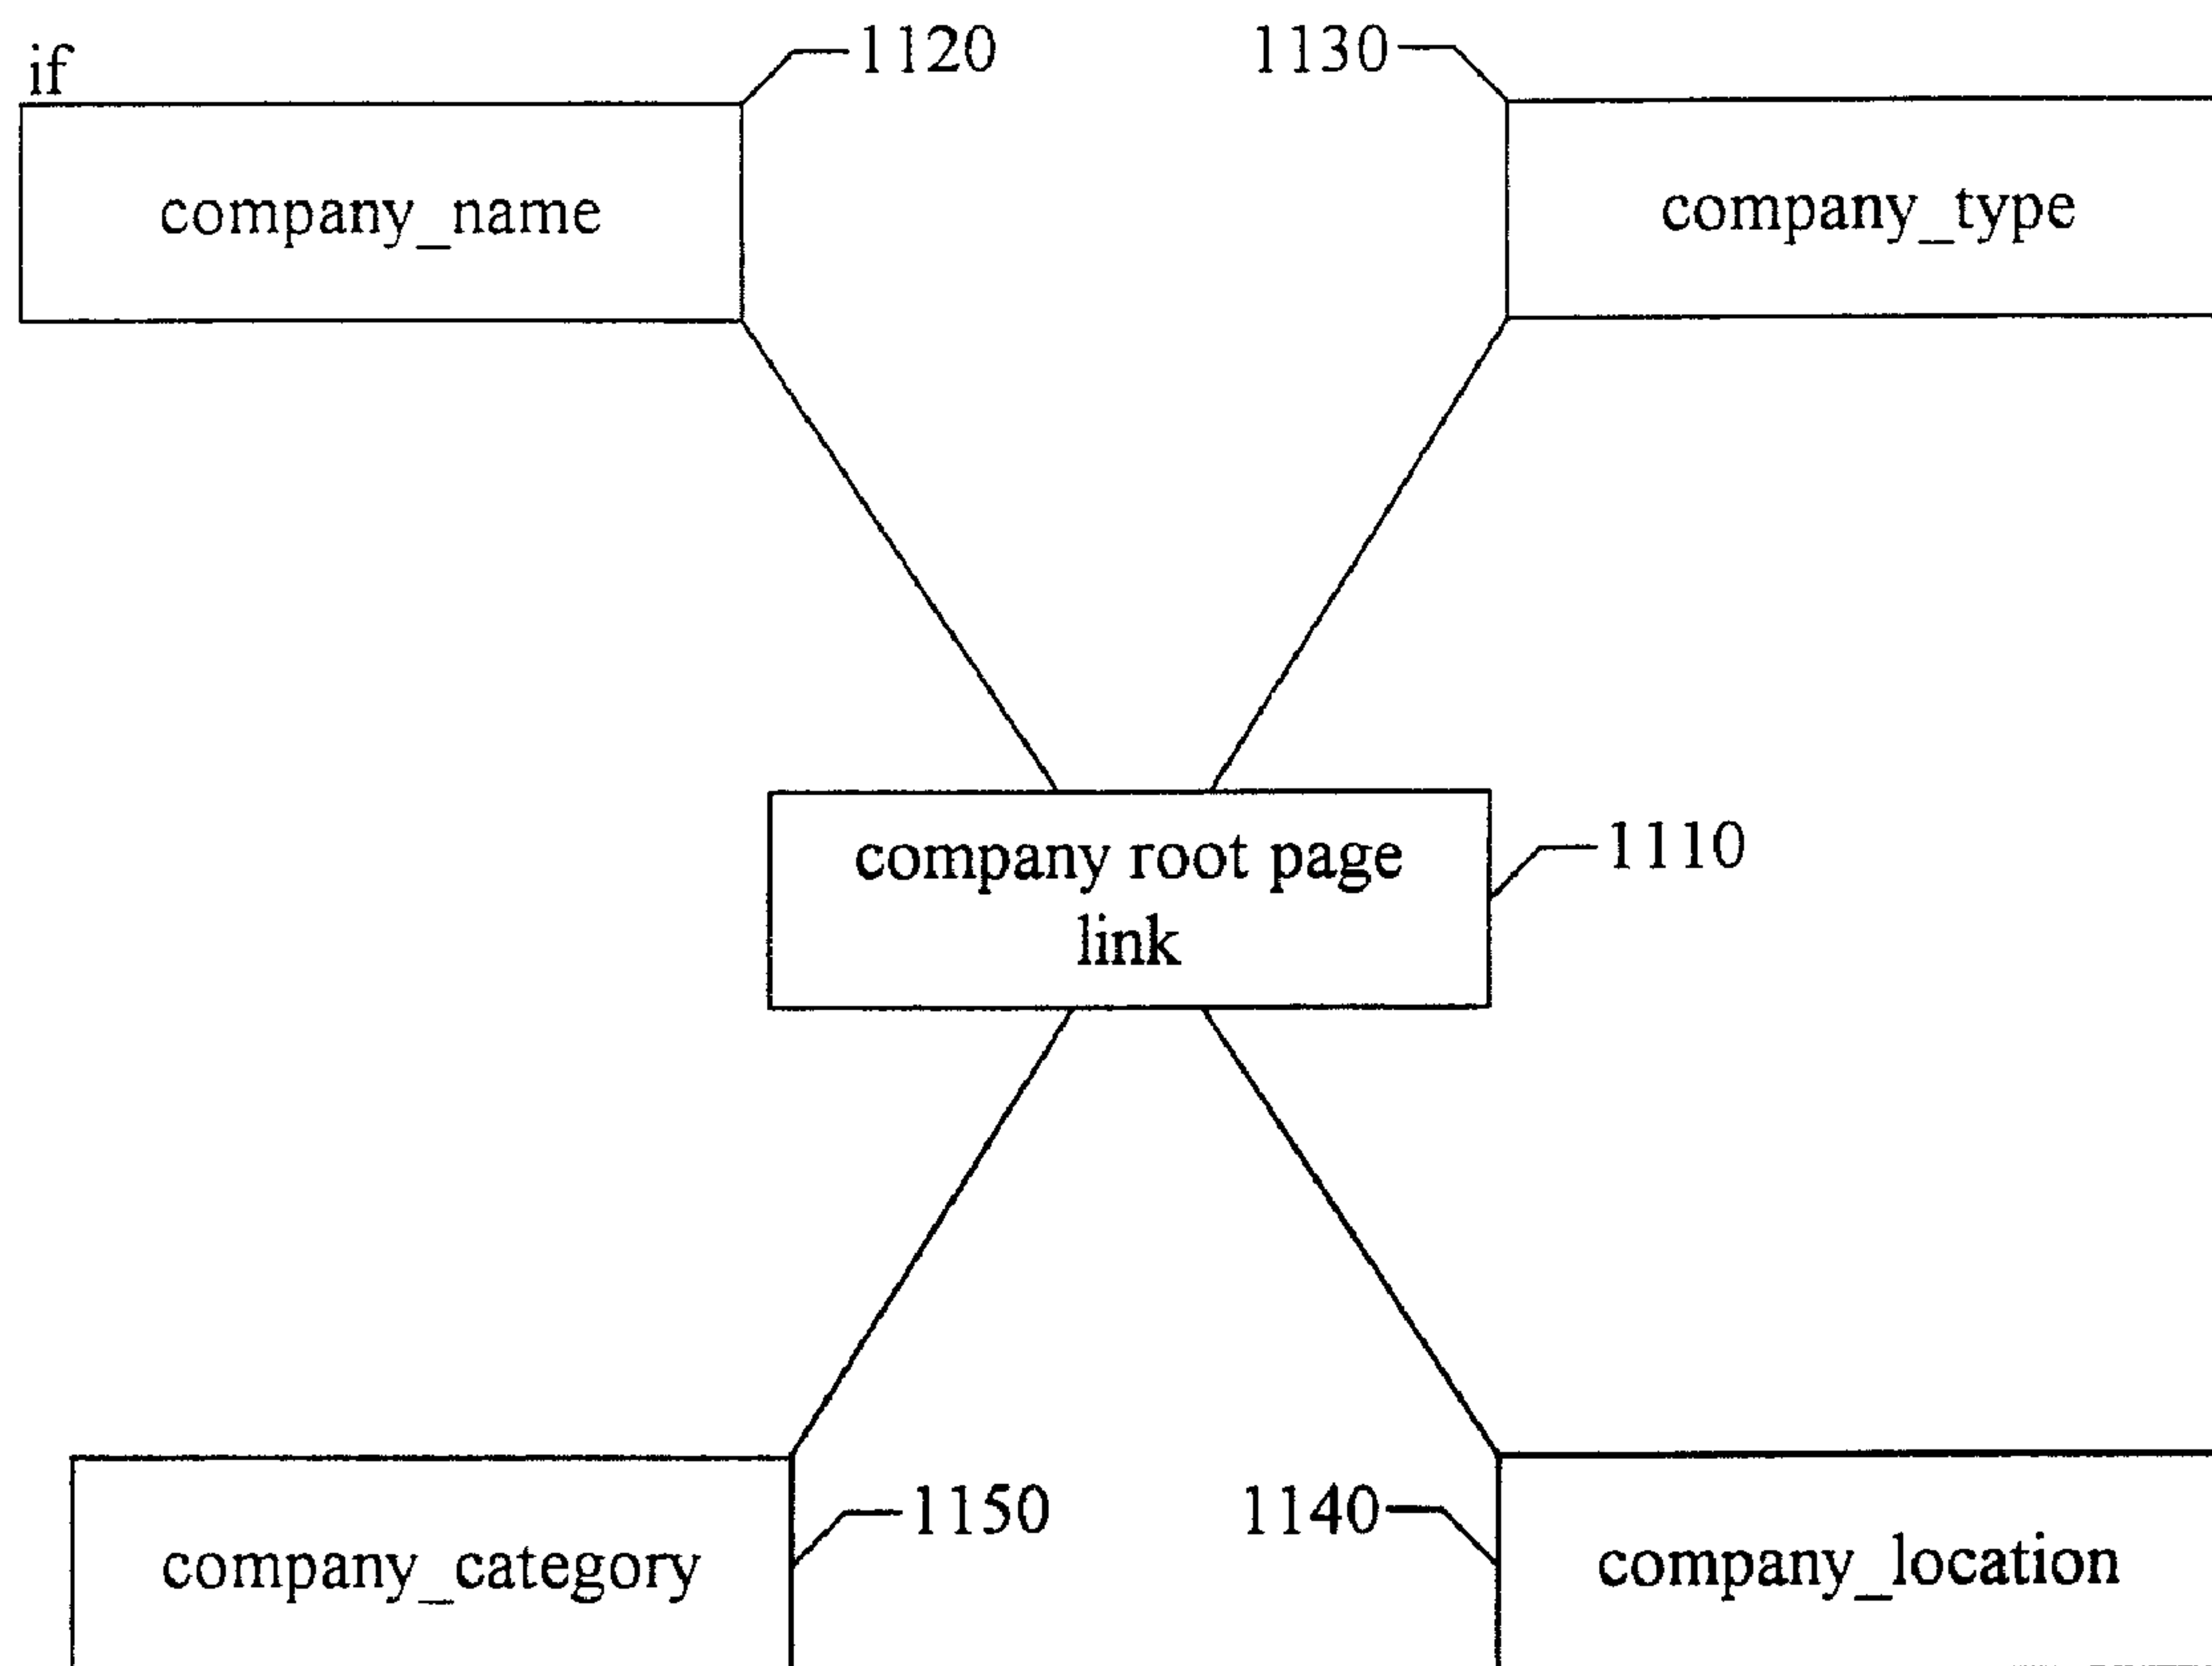 if
1120
1130
company_name
company_type
company root page
link
1110
1150
1140
company_category
company_location